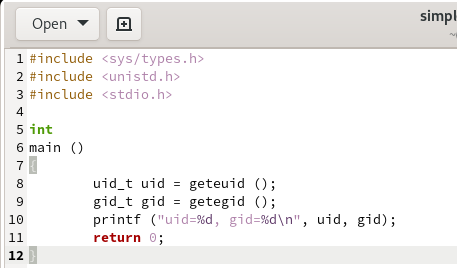 Open
simpl
1 #include <sys/types.h>
2 #include <unistd.h>
3 #include <stdio.h>
4
5 int
6 main ()
7 {
8         uid_t uid = geteuid ();
9         gid_t gid = getegid ();
10         printf ("uid=%d, gid=%d\n", uid, gid);
11         return 0;
12 }